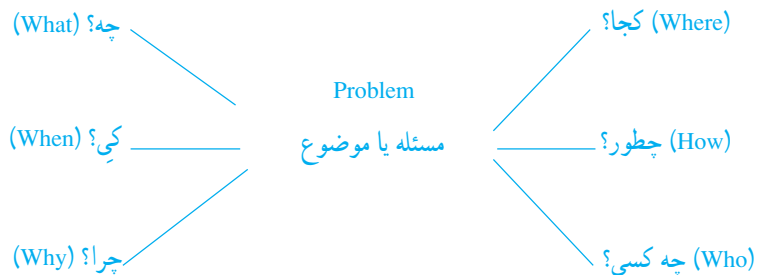 چه؟ (What)
کجا؟ (Where)
Problem
مسئله یا موضوع
کِی؟ (When)
چطور؟ (How)
چرا؟ (Why)
چه کسی؟ (Who)